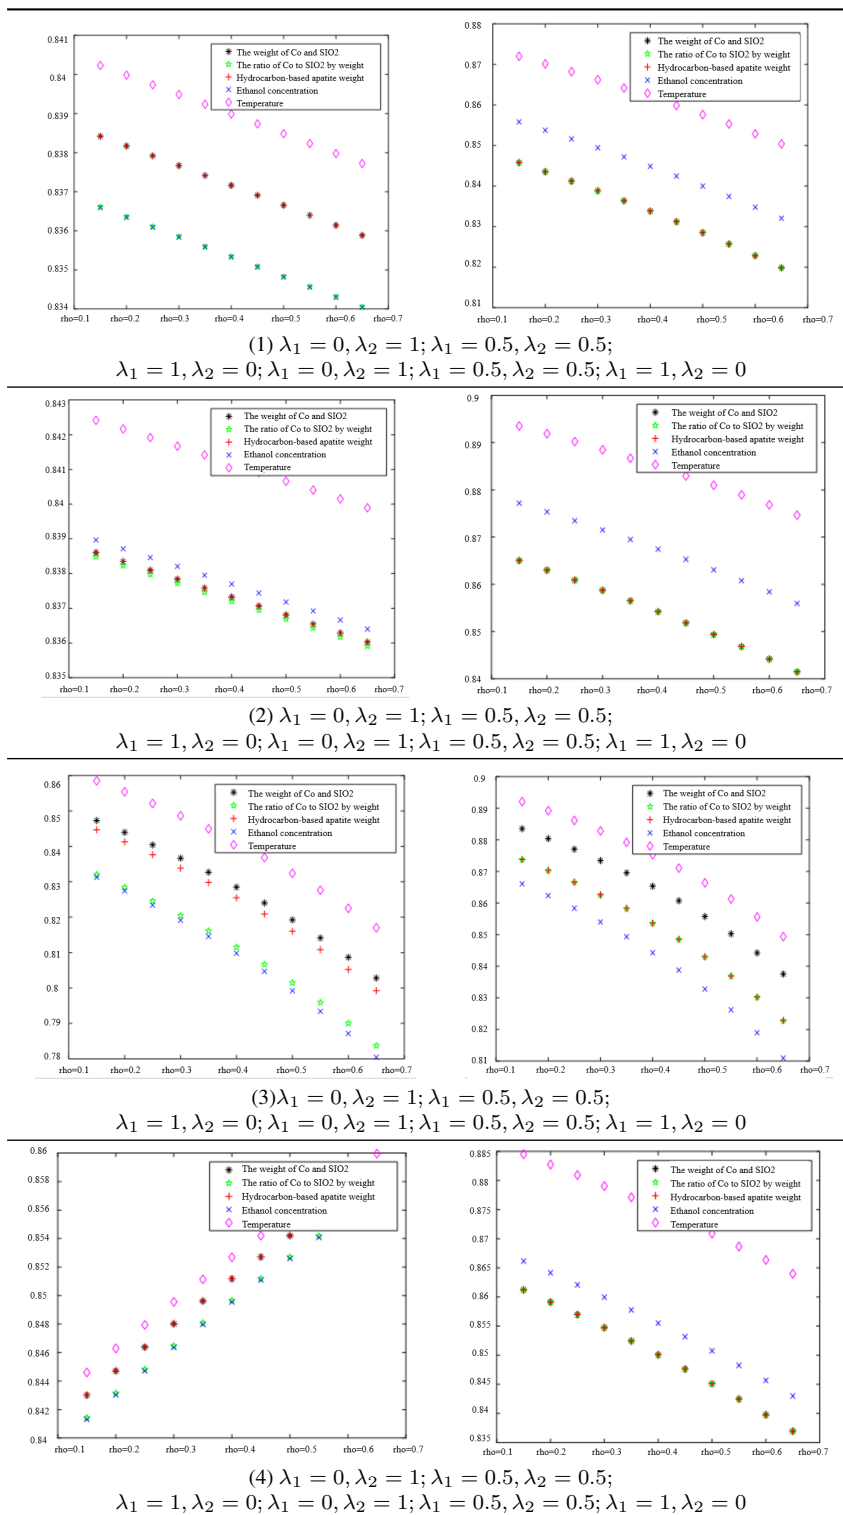 0.841
0.84
0.839
0.838
0.837
0.836
0.835
0.834
The weight of Co and SIO2
The ratio of Co to SIO2 by weight
Hydrocarbon-based apatite weight
Ethanol concentration
Temperature
rho=0.1 rho=0.2 rho=0.3 rho=0.4 rho=0.5 rho=0.6 rho=0.7
0.88
0.87
0.86
0.85
0.84
0.83
0.82
0.81
The weight of Co and SIO2
The ratio of Co to SIO2 by weight
Hydrocarbon-based apatite weight
Ethanol concentration
Temperature
rho=0.1 rho=0.2 rho=0.3 rho=0.4 rho=0.5 rho=0.6 rho=0.7
(1) λ₁ = 0, λ₂ = 1; λ₁ = 0.5, λ₂ = 0.5;
λ₁ = 1, λ₂ = 0; λ₁ = 0, λ₂ = 1; λ₁ = 0.5, λ₂ = 0.5; λ₁ = 1, λ₂ = 0
0.843
0.842
0.841
0.84
0.839
0.838
0.837
0.836
0.835
The weight of Co and SIO2
The ratio of Co to SIO2 by weight
Hydrocarbon-based apatite weight
Ethanol concentration
Temperature
rho=0.1 rho=0.2 rho=0.3 rho=0.4 rho=0.5 rho=0.6 rho=0.7
0.9
0.89
0.88
0.87
0.86
0.85
0.84
The weight of Co and SIO2
The ratio of Co to SIO2 by weight
Hydrocarbon-based apatite weight
Ethanol concentration
Temperature
rho=0.1 rho=0.2 rho=0.3 rho=0.4 rho=0.5 rho=0.6 rho=0.7
(2) λ₁ = 0, λ₂ = 1; λ₁ = 0.5, λ₂ = 0.5;
λ₁ = 1, λ₂ = 0; λ₁ = 0, λ₂ = 1; λ₁ = 0.5, λ₂ = 0.5; λ₁ = 1, λ₂ = 0
0.86
0.85
0.84
0.83
0.82
0.81
0.8
0.79
0.78
The weight of Co and SIO2
The ratio of Co to SIO2 by weight
Hydrocarbon-based apatite weight
Ethanol concentration
Temperature
rho=0.1 rho=0.2 rho=0.3 rho=0.4 rho=0.5 rho=0.6 rho=0.7
0.9
0.89
0.88
0.87
0.86
0.85
0.84
0.83
0.82
0.81
The weight of Co and SIO2
The ratio of Co to SIO2 by weight
Hydrocarbon-based apatite weight
Ethanol concentration
Temperature
rho=0.1 rho=0.2 rho=0.3 rho=0.4 rho=0.5 rho=0.6 rho=0.7
(3)λ₁ = 0, λ₂ = 1; λ₁ = 0.5, λ₂ = 0.5;
λ₁ = 1, λ₂ = 0; λ₁ = 0, λ₂ = 1; λ₁ = 0.5, λ₂ = 0.5; λ₁ = 1, λ₂ = 0
0.86
0.858
0.856
0.854
0.852
0.85
0.848
0.846
0.844
0.842
0.84
The weight of Co and SIO2
The ratio of Co to SIO2 by weight
Hydrocarbon-based apatite weight
Ethanol concentration
Temperature
rho=0.1 rho=0.2 rho=0.3 rho=0.4 rho=0.5 rho=0.6 rho=0.7
0.885
0.88
0.875
0.87
0.865
0.86
0.855
0.85
0.845
0.84
0.835
The weight of Co and SIO2
The ratio of Co to SIO2 by weight
Hydrocarbon-based apatite weight
Ethanol concentration
Temperature
rho=0.1 rho=0.2 rho=0.3 rho=0.4 rho=0.5 rho=0.6 rho=0.7
(4) λ₁ = 0, λ₂ = 1; λ₁ = 0.5, λ₂ = 0.5;
λ₁ = 1, λ₂ = 0; λ₁ = 0, λ₂ = 1; λ₁ = 0.5, λ₂ = 0.5; λ₁ = 1, λ₂ = 0